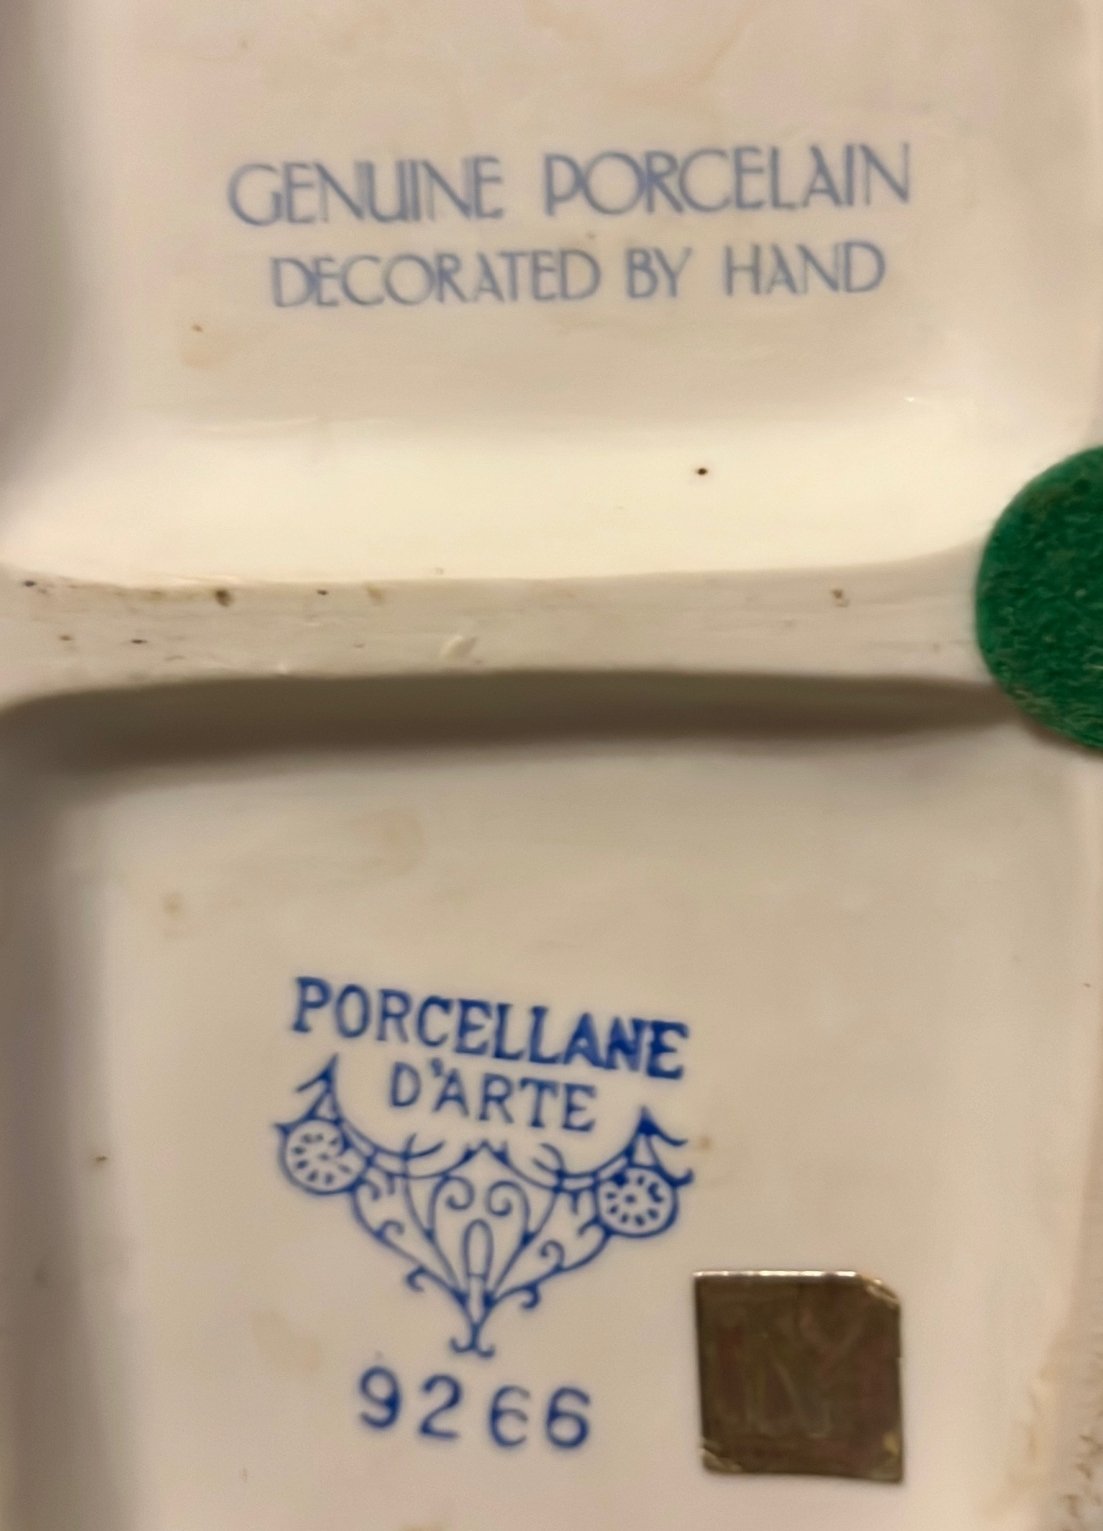 GENUINE PORCELAIN
DECORATED BY HAND
PORCELLANE
D'ARTE
9266